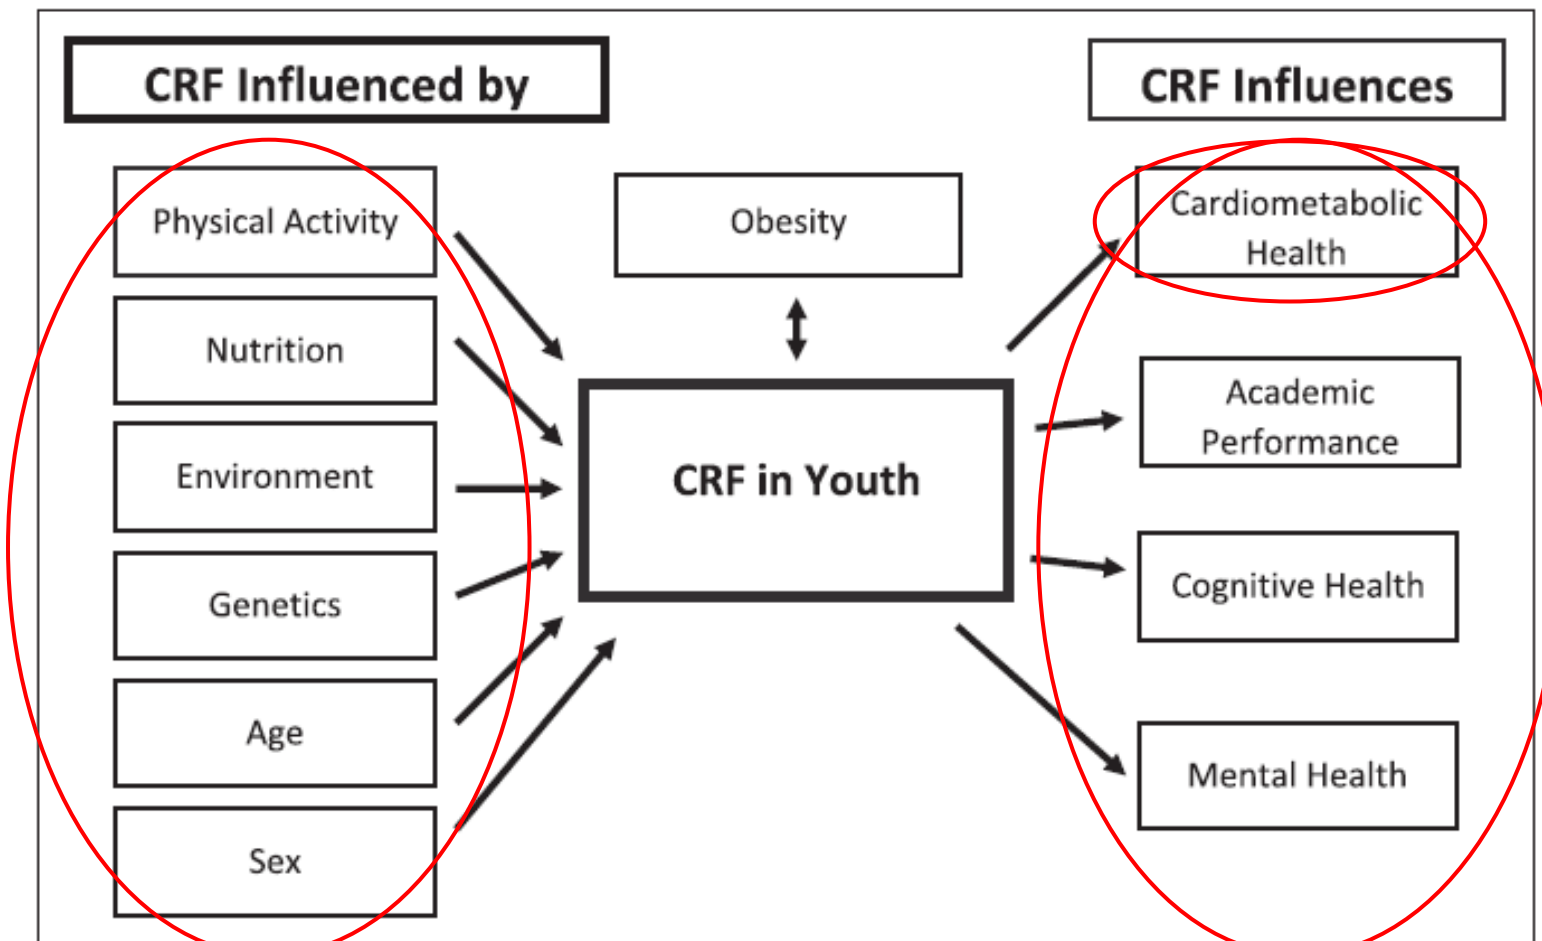 CRF Influenced by
CRF Influences
Physical Activity
Nutrition
Environment
Genetics
Age
Sex
Obesity
CRF in Youth
Cardiometabolic
Health
Academic
Performance
Cognitive Health
Mental Health